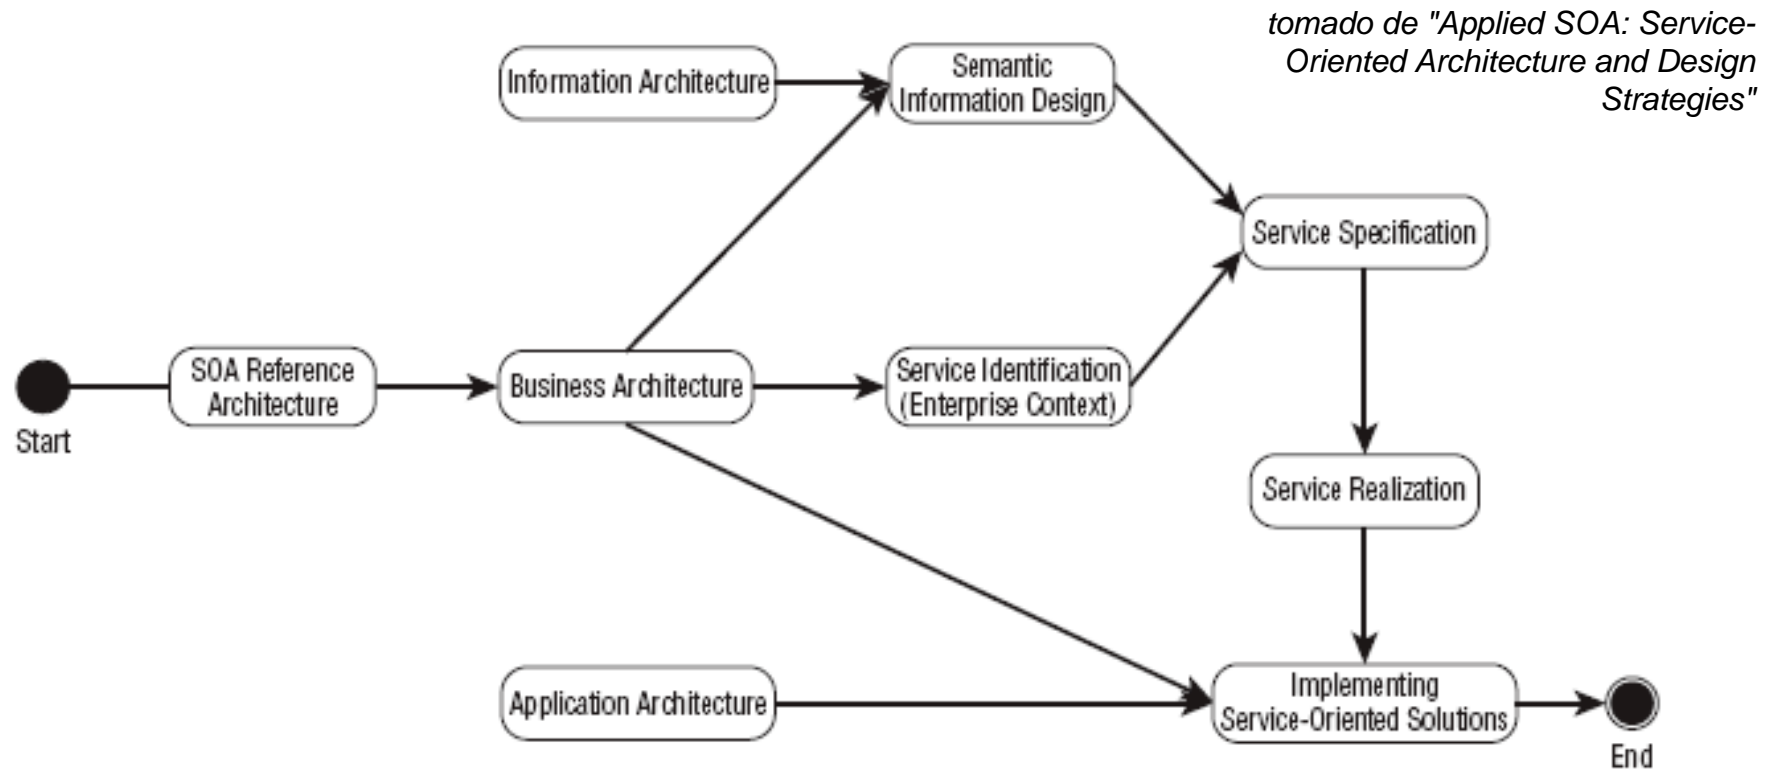 tomado de "Applied SOA: Service-
Oriented Architecture and Design
Strategies"
Information Architecture
Semantic
Information Design
Service Specification
SOA Reference
Architecture
Business Architecture
Service Identification
(Enterprise Context)
Start
Service Realization
Application Architecture
Implementing
Service-Oriented Solutions
End